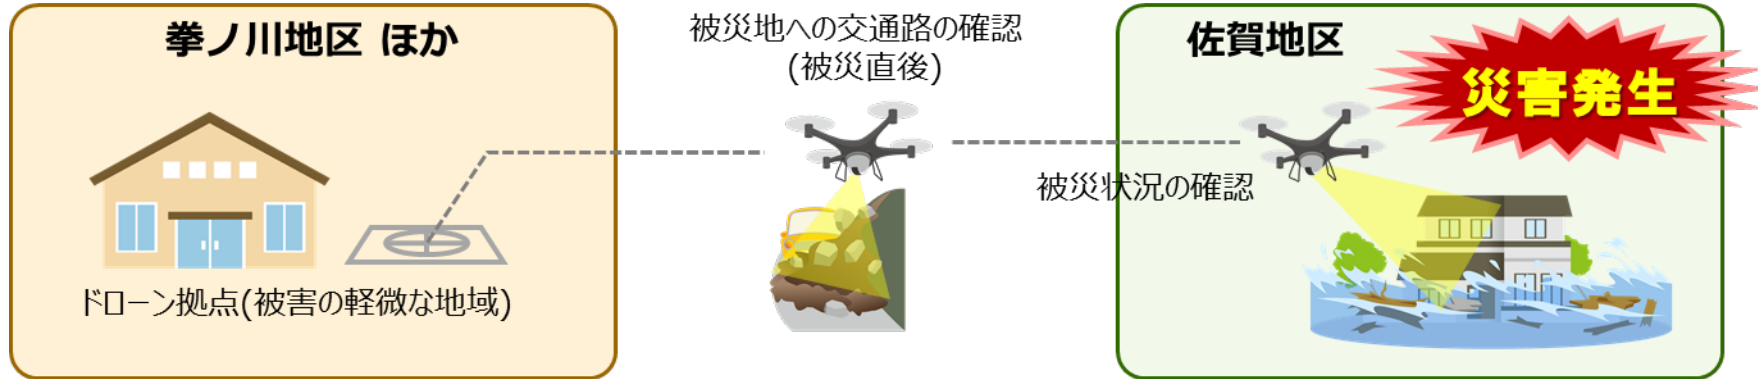 拳ノ川地区 ほか
ドローン拠点(被害の軽微な地域)
被災地への交通路の確認
(被災直後)
佐賀地区
災害発生
被災状況の確認